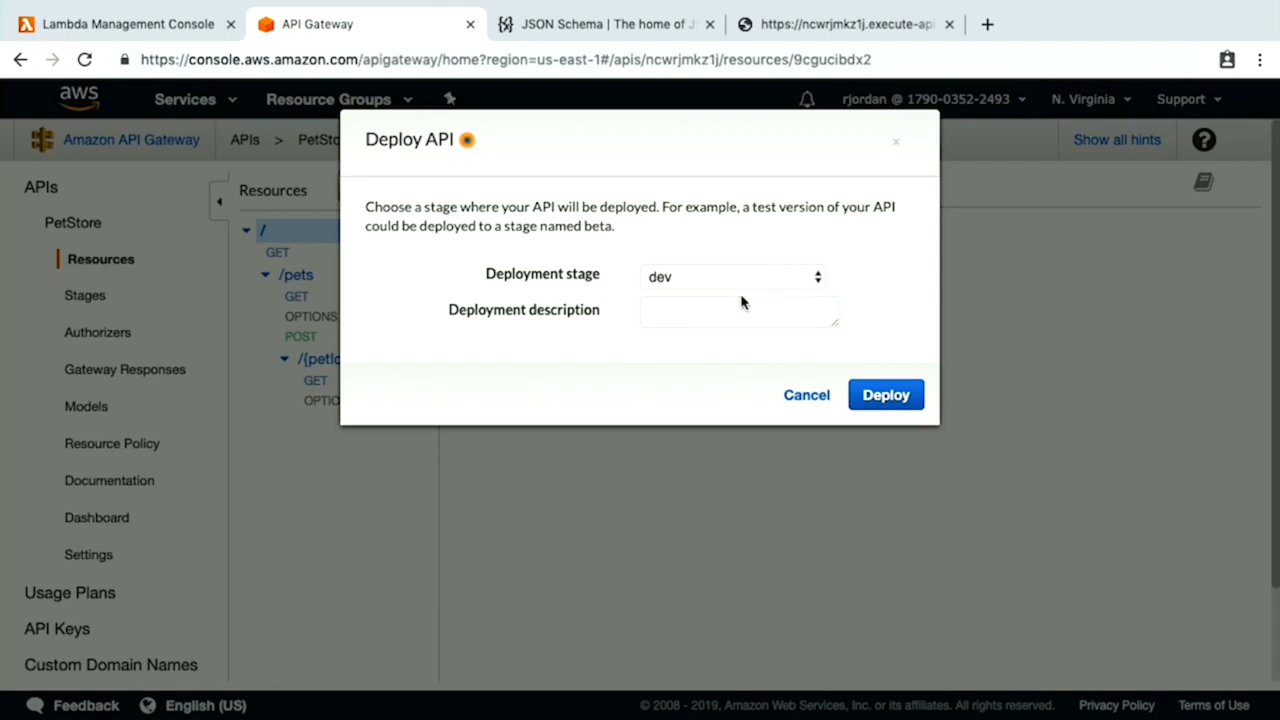 Lambda Management Console
API Gateway
JSON Schema | The home of J
https://ncwrjmkz1j.execute-api
https://console.aws.amazon.com/apigateway/home?region=us-east-1#/apis/ncwrjmkz1j/resources/9cgucibdx2
aws Services Resource Groups rjordan @ 1790-0352-2493 N. Virginia Support
Amazon API Gateway APIs > PetSto Show all hints ?
APIs
PetStore
Resources
Stages
Authorizers
Gateway Responses
Models
Resource Policy
Documentation
Dashboard
Settings
Usage Plans
API Keys
Custom Domain Names
Resources
/
GET
/pets
GET
OPTIONS
POST
/{petI
GET
OPTIC
Deploy API
Choose a stage where your API will be deployed. For example, a test version of your API
could be deployed to a stage named beta.
Deployment stage dev
Deployment description
Cancel Deploy
Feedback English (US) © 2008 - 2019, Amazon Web Services, Inc. or its affiliates. All rights reserved. Privacy Policy Terms of Use